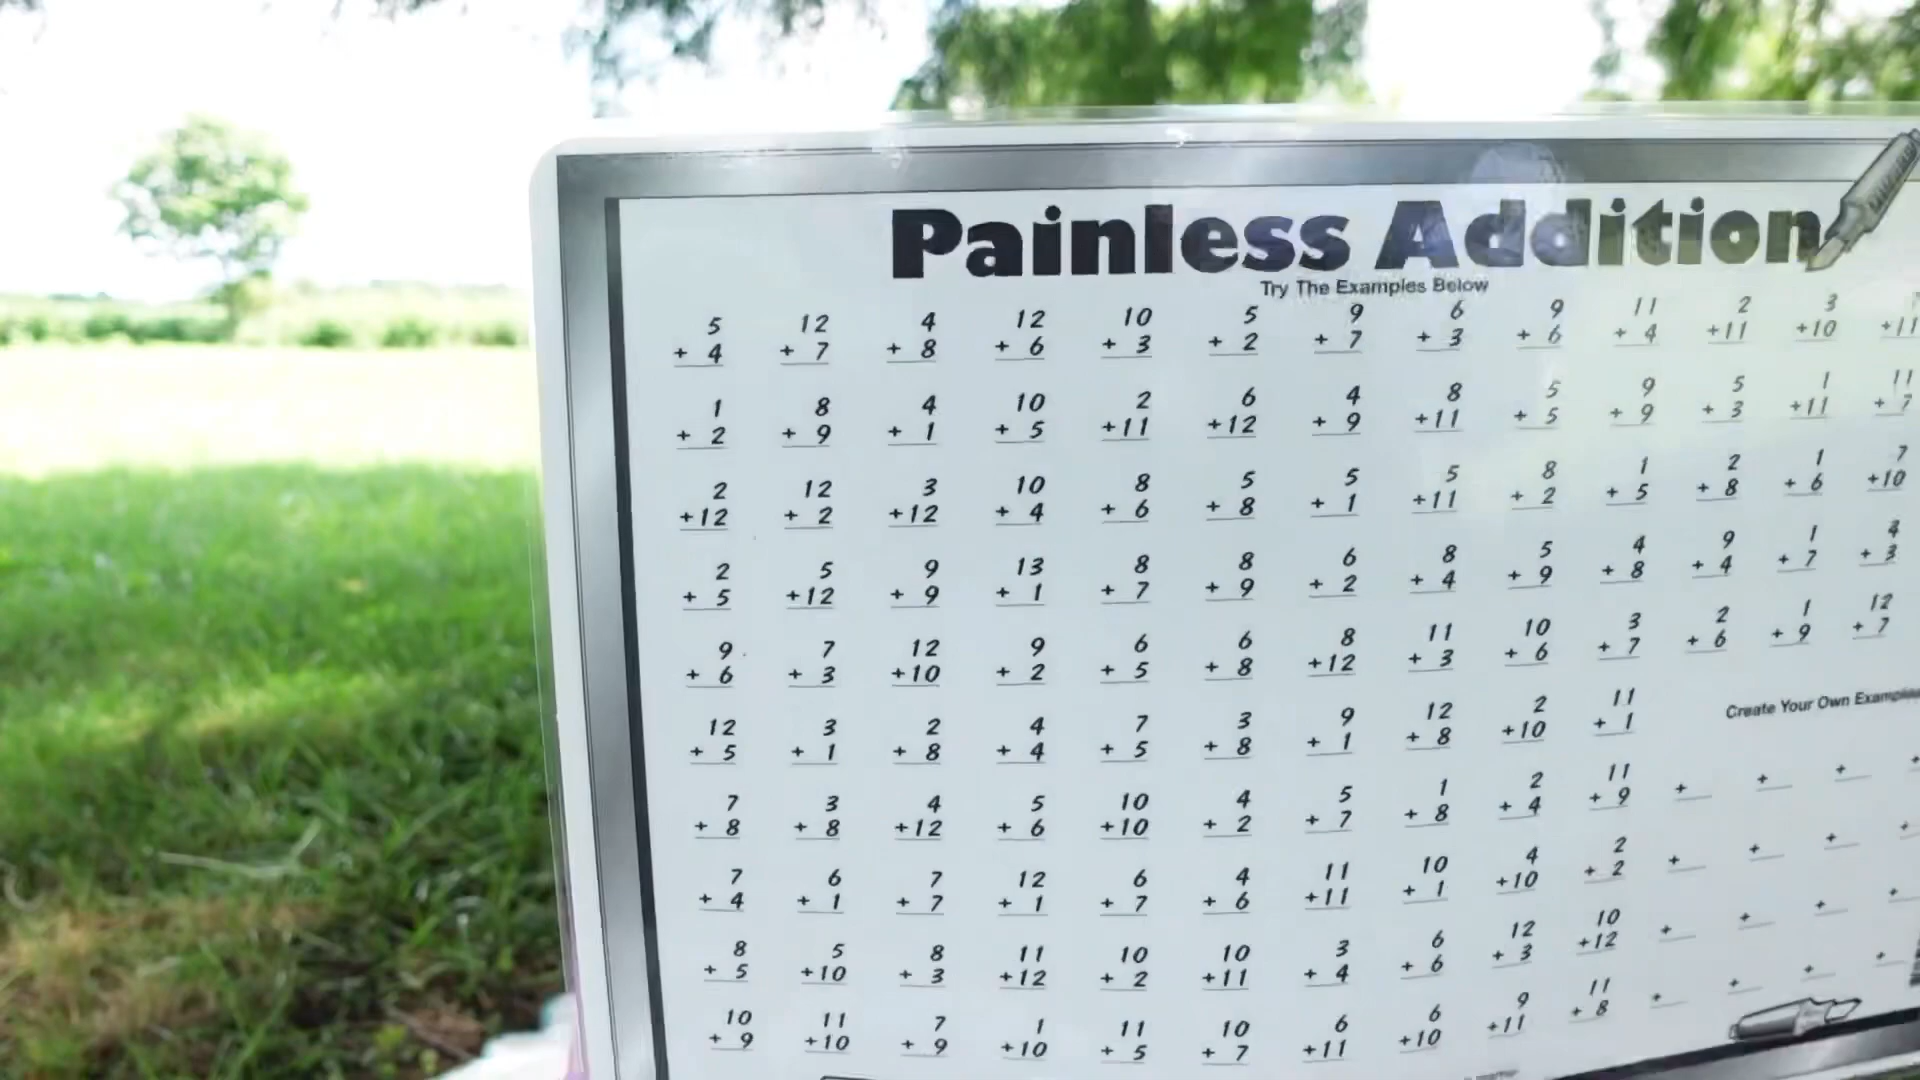 Painless Addition
Try The Examples Below
5 12 4 12 10 5 9 6 9 11 2 3
+ 4 + 7 + 8 + 6 + 3 + 2 + 7 + 3 + 6 + 4 +11 +10 +11
1 8 4 10 2 6 4 8 5 9 5 1 11
+ 2 + 9 + 1 + 5 +11 +12 + 9 +11 + 5 + 9 + 3 +11 + 7
2 12 3 10 8 5 5 5 8 1 2 1 7
+12 + 2 +12 + 4 + 6 + 8 + 1 +11 + 2 + 5 + 8 + 6 +10
2 5 9 13 8 8 6 8 5 4 9 1 4
+ 5 +12 + 9 + 1 + 7 + 9 + 2 + 4 + 9 + 8 + 4 + 7 + 3
9 7 12 9 6 6 8 11 10 3 2 1 12
+ 6 + 3 +10 + 2 + 5 + 8 +12 + 3 + 6 + 7 + 6 + 9 + 7
Create Your Own Examples
12 3 2 4 7 3 9 12 2 11
+ 5 + 1 + 8 + 4 + 5 + 8 + 1 + 8 +10 + 1
7 3 4 5 10 4 5 1 2 11
+ 8 + 8 +12 + 6 +10 + 2 + 7 + 8 + 4 + 9 + + + +
7 6 7 12 6 4 11 10 4 2
+ 4 + 1 + 7 + 1 + 7 + 6 +11 + 1 +10 + 2 + + + +
8 5 8 11 10 10 3 6 12 10
+ 5 +10 + 3 +12 + 2 +11 + 4 + 6 + 3 +12 + + + +
10 11 7 1 11 10 6 6 9 11
+ 9 +10 + 9 +10 + 5 + 7 +11 +10 +11 + 8 + + + +